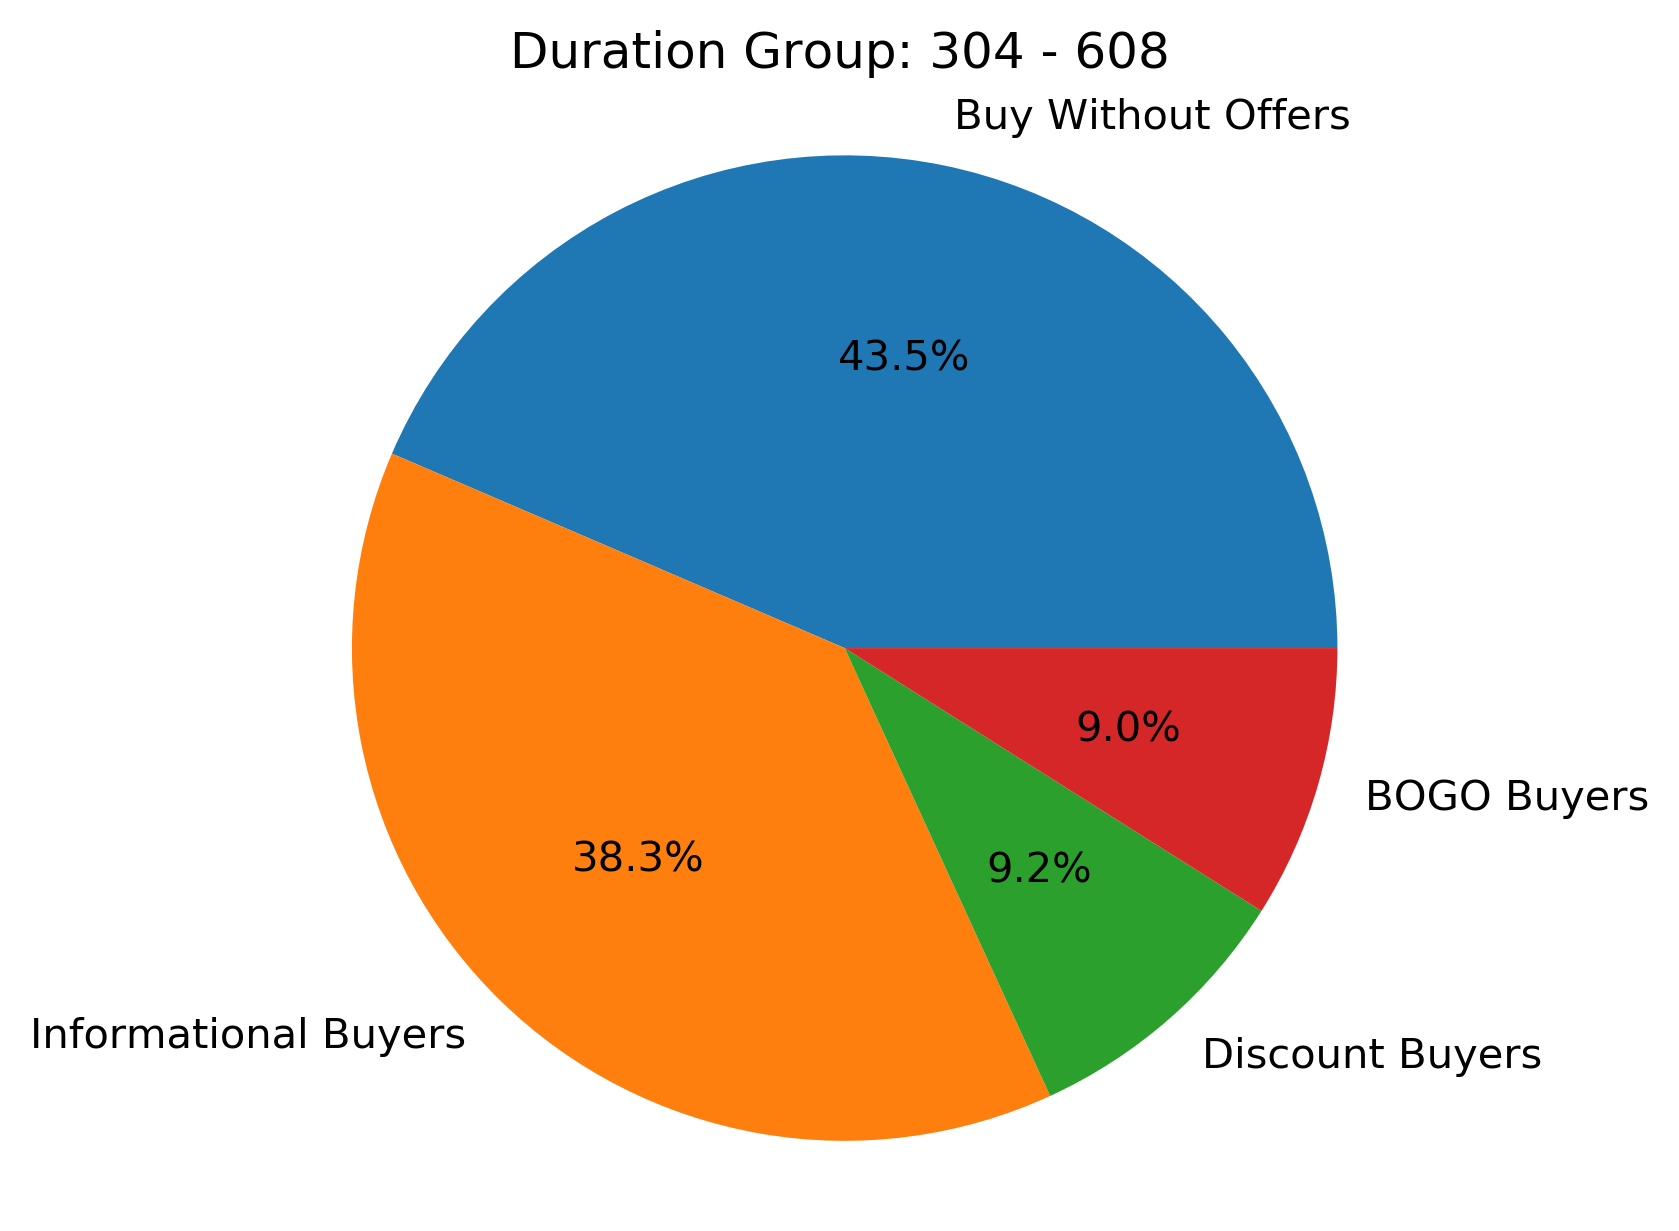 Duration Group: 304 - 608
Buy Without Offers
43.5%
9.0%
BOGO Buyers
38.3%
9.2%
Informational Buyers
Discount Buyers